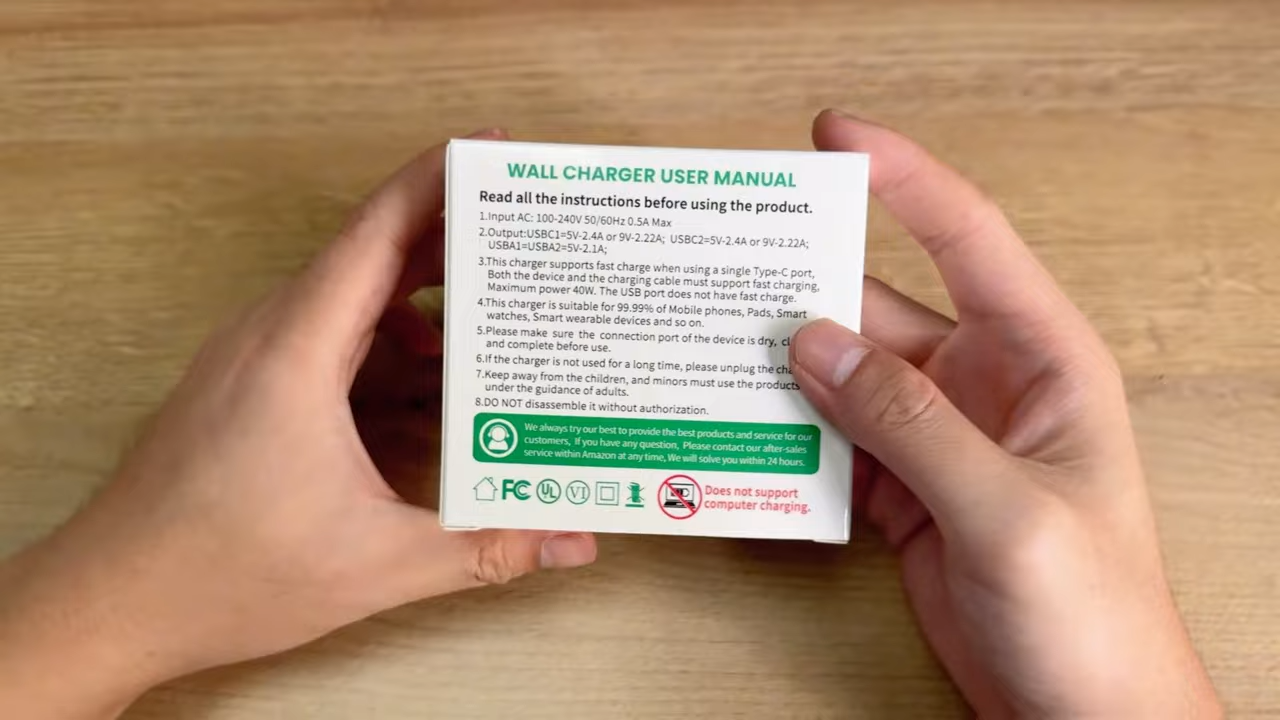 WALL CHARGER USER MANUAL
Read all the instructions before using the product.
1.Input AC: 100-240V 50/60Hz 0.5A Max
2.Output:USBC1=5V-2.4A or 9V-2.22A; USBC2=5V-2.4A or 9V-2.22A;
USBA1=USBA2=5V-2.1A;
3.This charger supports fast charge when using a single Type-C port,
Both the device and the charging cable must support fast charging,
Maximum power 40W. The USB port does not have fast charge.
4.This charger is suitable for 99.99% of Mobile phones, Pads, Smart
watches, Smart wearable devices and so on.
5.Please make sure the connection port of the device is dry,
and complete before use.
6.If the charger is not used for a long time, please unplug the
7.Keep away from the children, and minors must use the products
under the guidance of adults.
8.DO NOT disassemble it without authorization.
We always try our best to provide the best products and service for our
customers, If you have any question, Please contact our after-sales
service within Amazon at any time, We will solve you within 24 hours.
FC UL VI
Does not support
computer charging.